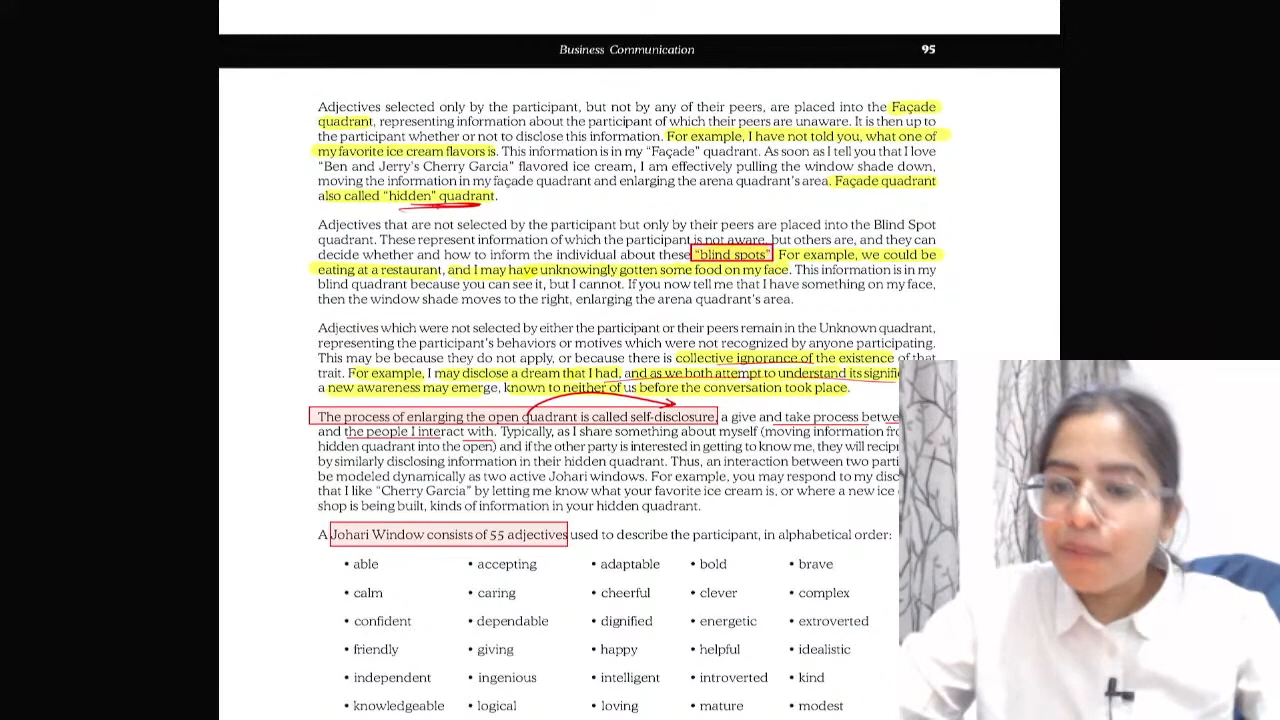 Business Communication 95
Adjectives selected only by the participant, but not by any of their peers, are placed into the Façade
quadrant, representing information about the participant of which their peers are unaware. It is then up to
the participant whether or not to disclose this information. For example, I have not told you, what one of
my favorite ice cream flavors is. This information is in my “Façade” quadrant. As soon as I tell you that I love
“Ben and Jerry’s Cherry Garcia” flavored ice cream, I am effectively pulling the window shade down,
moving the information in my façade quadrant and enlarging the arena quadrant’s area. Façade quadrant
also called “hidden” quadrant.
Adjectives that are not selected by the participant but only by their peers are placed into the Blind Spot
quadrant. These represent information of which the participant is not aware, but others are, and they can
decide whether and how to inform the individual about these “blind spots”. For example, we could be
eating at a restaurant, and I may have unknowingly gotten some food on my face. This information is in my
blind quadrant because you can see it, but I cannot. If you now tell me that I have something on my face,
then the window shade moves to the right, enlarging the arena quadrant’s area.
Adjectives which were not selected by either the participant or their peers remain in the Unknown quadrant,
representing the participant’s behaviors or motives which were not recognized by anyone participating.
This may be because they do not apply, or because there is collective ignorance of the existence of that
trait. For example, I may disclose a dream that I had, and as we both attempt to understand its signifi
a new awareness may emerge, known to neither of us before the conversation took place.
The process of enlarging the open quadrant is called self-disclosure, a give and take process betwe
and the people I interact with. Typically, as I share something about myself (moving information fro
hidden quadrant into the open) and if the other party is interested in getting to know me, they will recip
by similarly disclosing information in their hidden quadrant. Thus, an interaction between two parti
be modeled dynamically as two active Johari windows. For example, you may respond to my disc
that I like “Cherry Garcia” by letting me know what your favorite ice cream is, or where a new ice
shop is being built, kinds of information in your hidden quadrant.
A Johari Window consists of 55 adjectives used to describe the participant, in alphabetical order:
• able • accepting • adaptable • bold • brave
• calm • caring • cheerful • clever • complex
• confident • dependable • dignified • energetic • extroverted
• friendly • giving • happy • helpful • idealistic
• independent • ingenious • intelligent • introverted • kind
• knowledgeable • logical • loving • mature • modest